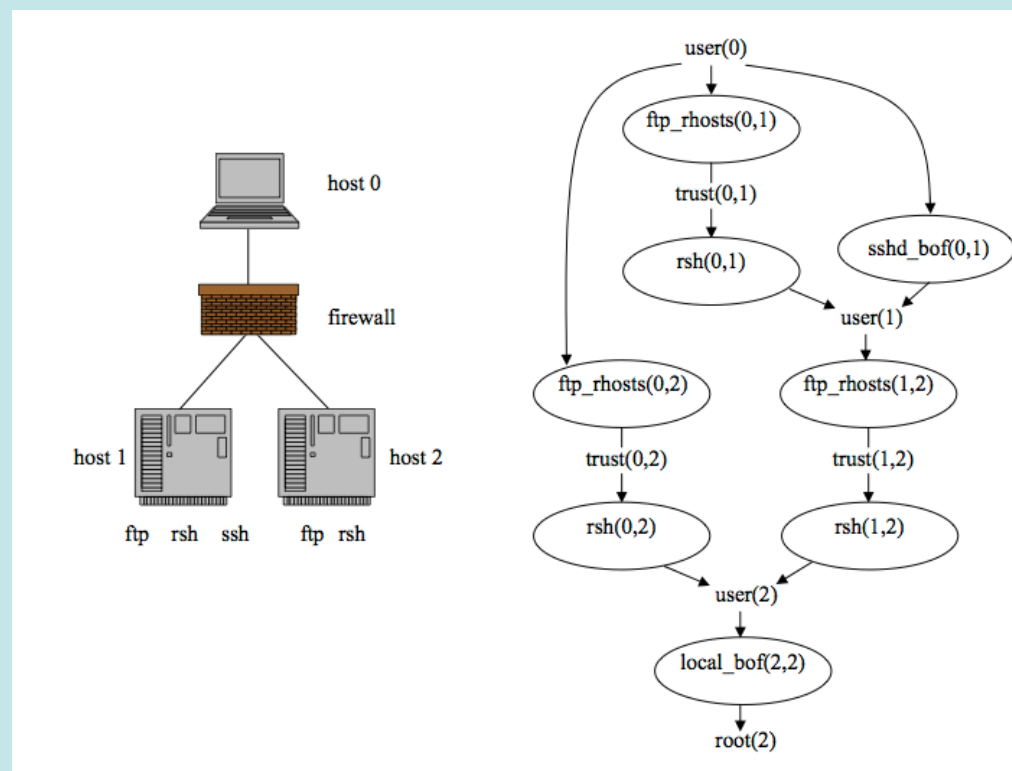 host 0
firewall
host 1
host 2
ftp rsh ssh
ftp rsh
user(0)
ftp_rhosts(0,1)
trust(0,1)
rsh(0,1)
sshd_bof(0,1)
user(1)
ftp_rhosts(0,2)
ftp_rhosts(1,2)
trust(0,2)
trust(1,2)
rsh(0,2)
rsh(1,2)
user(2)
local_bof(2,2)
root(2)